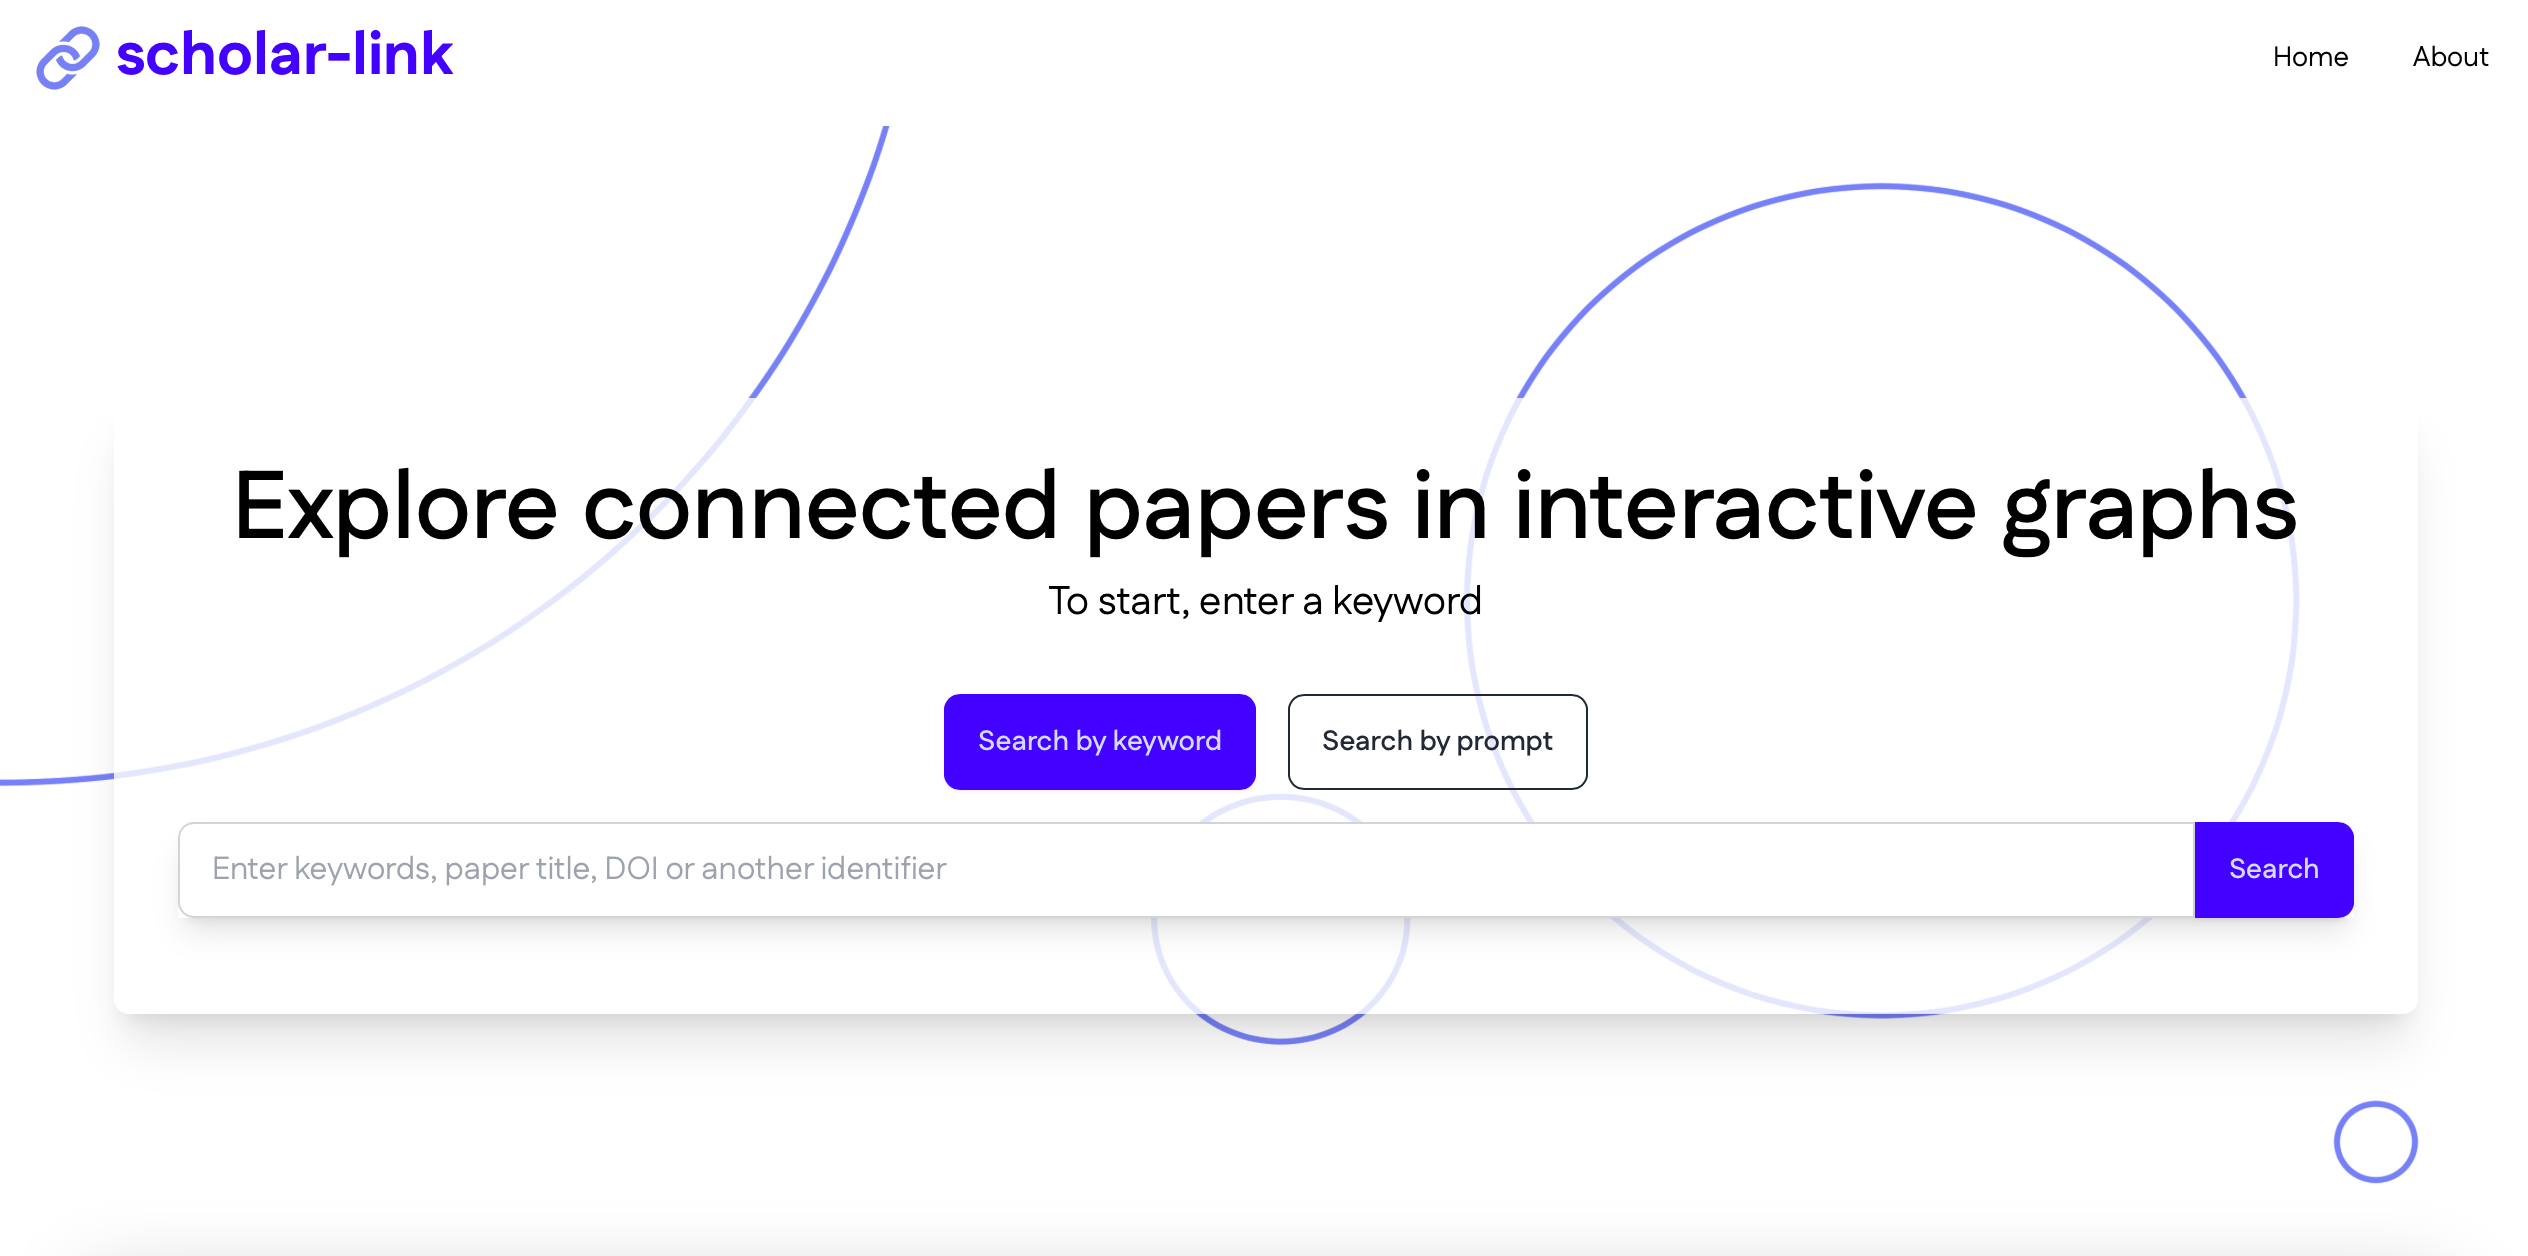 scholar-link
Home
About
Explore connected papers in interactive graphs
To start, enter a keyword
Search by keyword
Search by prompt
Enter keywords, paper title, DOI or another identifier
Search